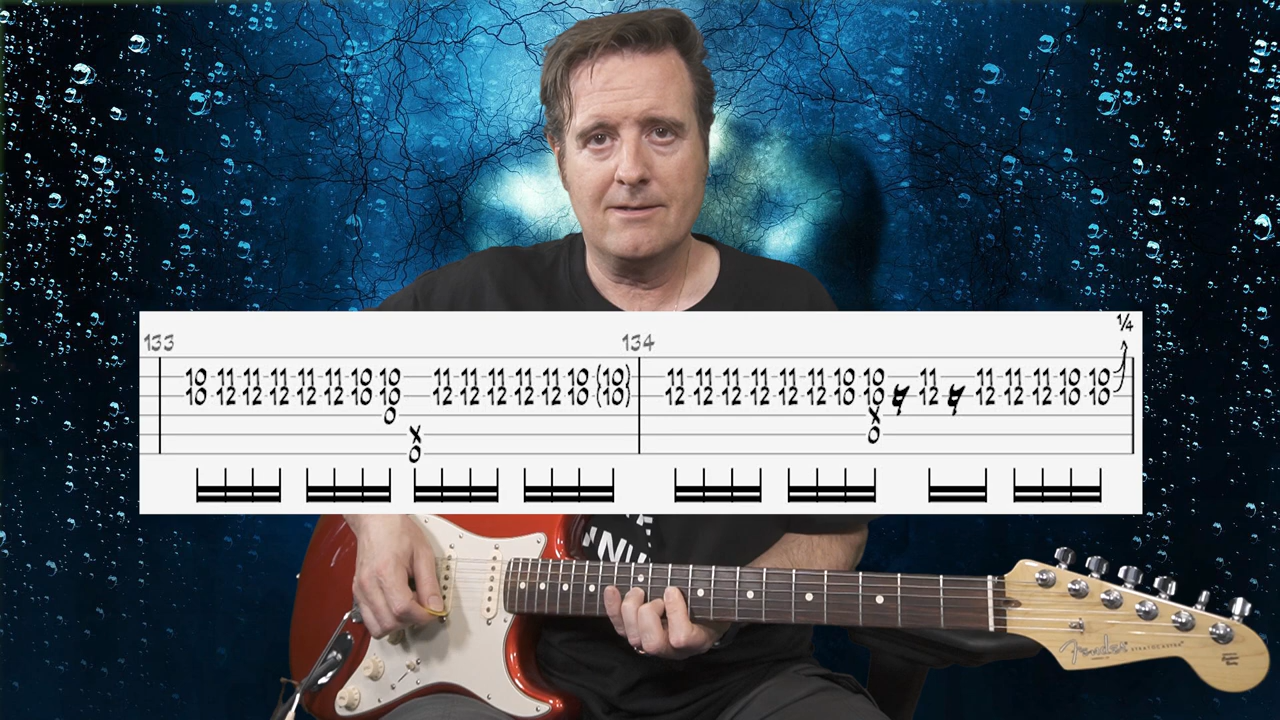 ¼
133 134
10 11 11 11 11 11 10 10 11 11 11 11 11 10 (10) 11 11 11 11 11 11 10 10 11 11 11 11 10 10
10 12 12 12 12 12 10 10 12 12 12 12 12 10 (10) 12 12 12 12 12 12 10 10 12 12 12 12 10 10
0 X
X 0
0
Fender STRATOCASTER